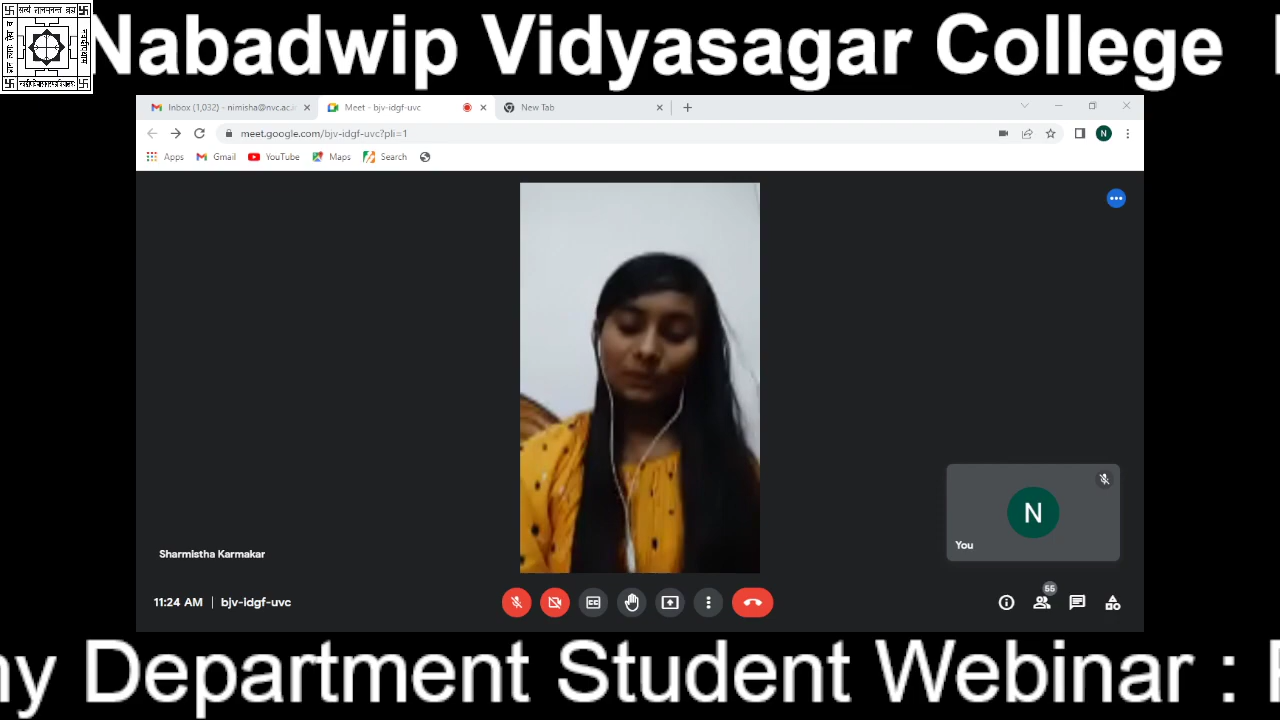 Nabadwip Vidyasagar College
Inbox (1,032) - nimisha@nvc.ac.i
Meet - bjv-idgf-uvc
New Tab
meet.google.com/bjv-idgf-uvc?pli=1
N
Apps
Gmail
YouTube
Maps
Search
N
You
Sharmistha Karmakar
11:24 AM | bjv-idgf-uvc
55
ny Department Student Webinar :